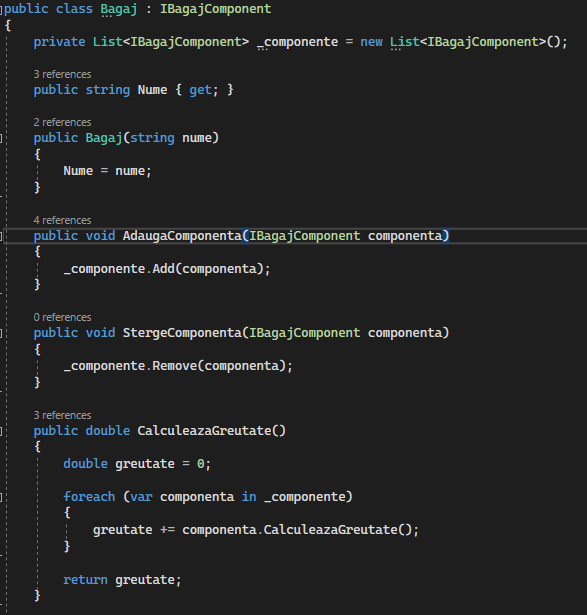 public class Bagaj : IBagajComponent
{
private List<IBagajComponent> _componente = new List<IBagajComponent>();
3 references
public string Nume { get; }
2 references
public Bagaj(string nume)
{
Nume = nume;
}
4 references
public void AdaugaComponenta(IBagajComponent componenta)
{
_componente.Add(componenta);
}
0 references
public void StergeComponenta(IBagajComponent componenta)
{
_componente.Remove(componenta);
}
3 references
public double CalculeazaGreutate()
{
double greutate = 0;
foreach (var componenta in _componente)
{
greutate += componenta.CalculeazaGreutate();
}
return greutate;
}